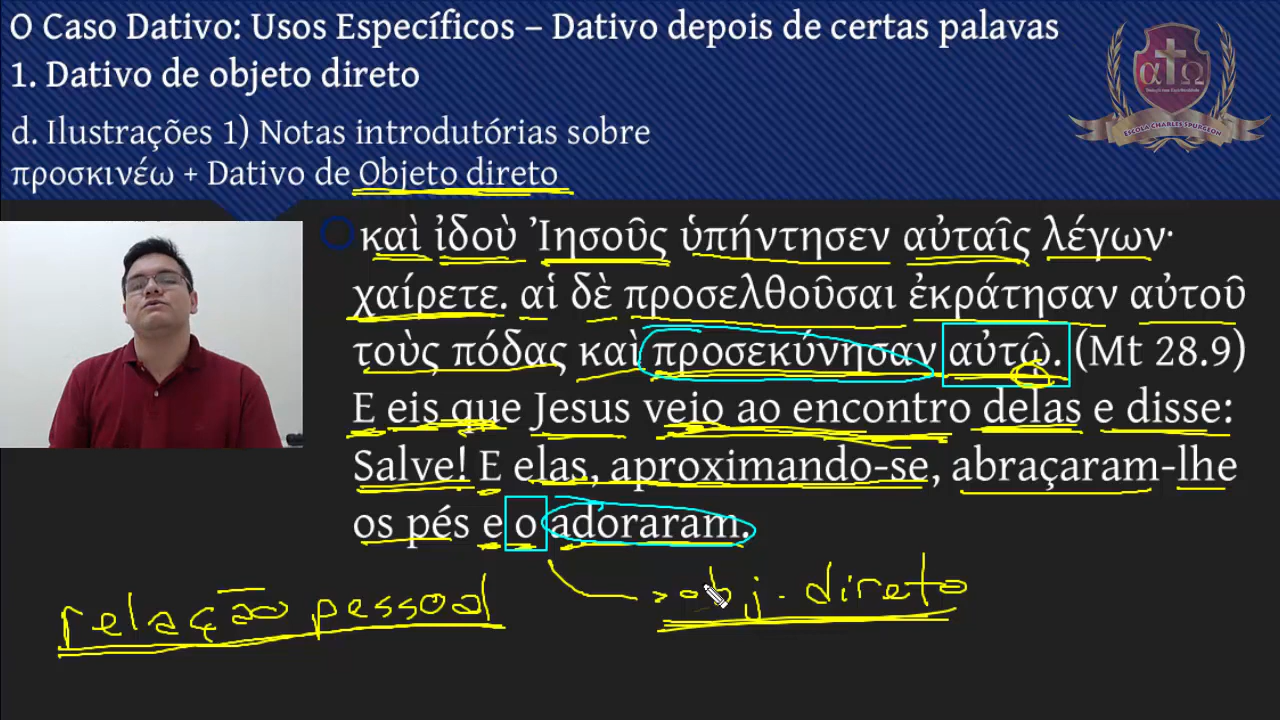 O Caso Dativo: Usos Específicos – Dativo depois de certas palavas
1. Dativo de objeto direto
d. Ilustrações 1) Notas introdutórias sobre
προσκινέω + Dativo de Objeto direto
α Ω
ESCOLA CHARLES SPURGEON
καὶ ἰδοὺ Ἰησοῦς ὑπήντησεν αὐταῖς λέγων·
χαίρετε. αἱ δὲ προσελθοῦσαι ἐκράτησαν αὐτοῦ
τοὺς πόδας καὶ προσεκύνησαν αὐτῷ. (Mt 28.9)
E eis que Jesus veio ao encontro delas e disse:
Salve! E elas, aproximando-se, abraçaram-lhe
os pés e o adoraram.
relação pessoal
obj. direto